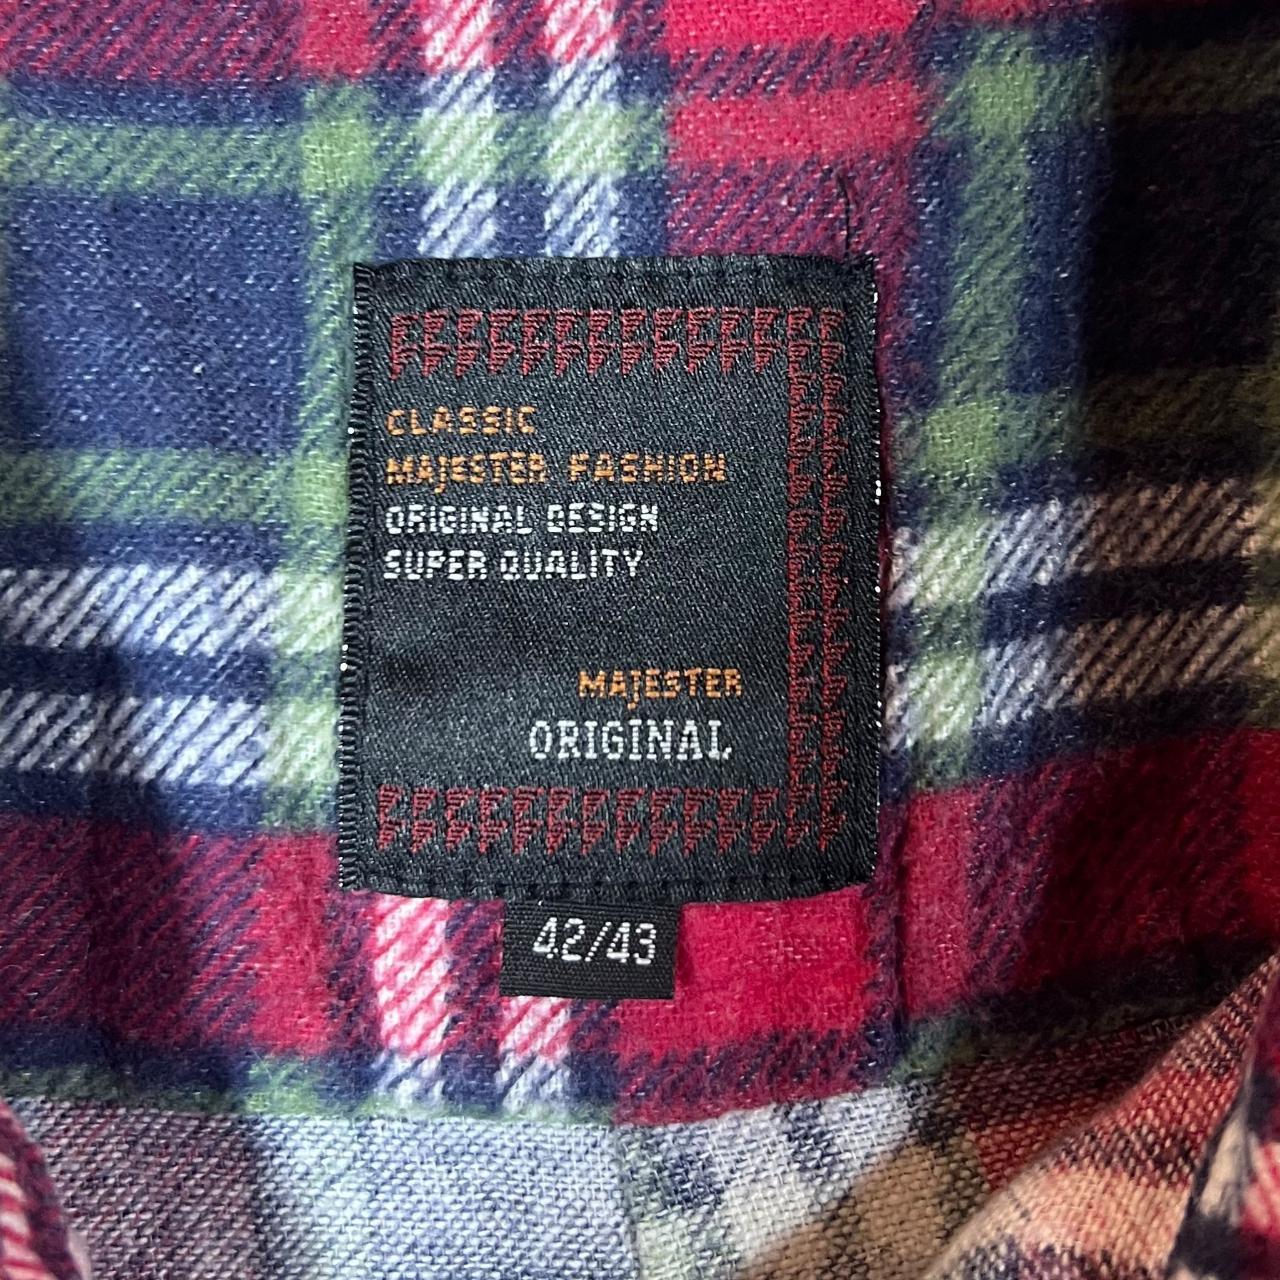 CLASSIC
MAJESTER FASHION
ORIGINAL DESIGN
SUPER QUALITY
MAJESTER
ORIGINAL
42/43